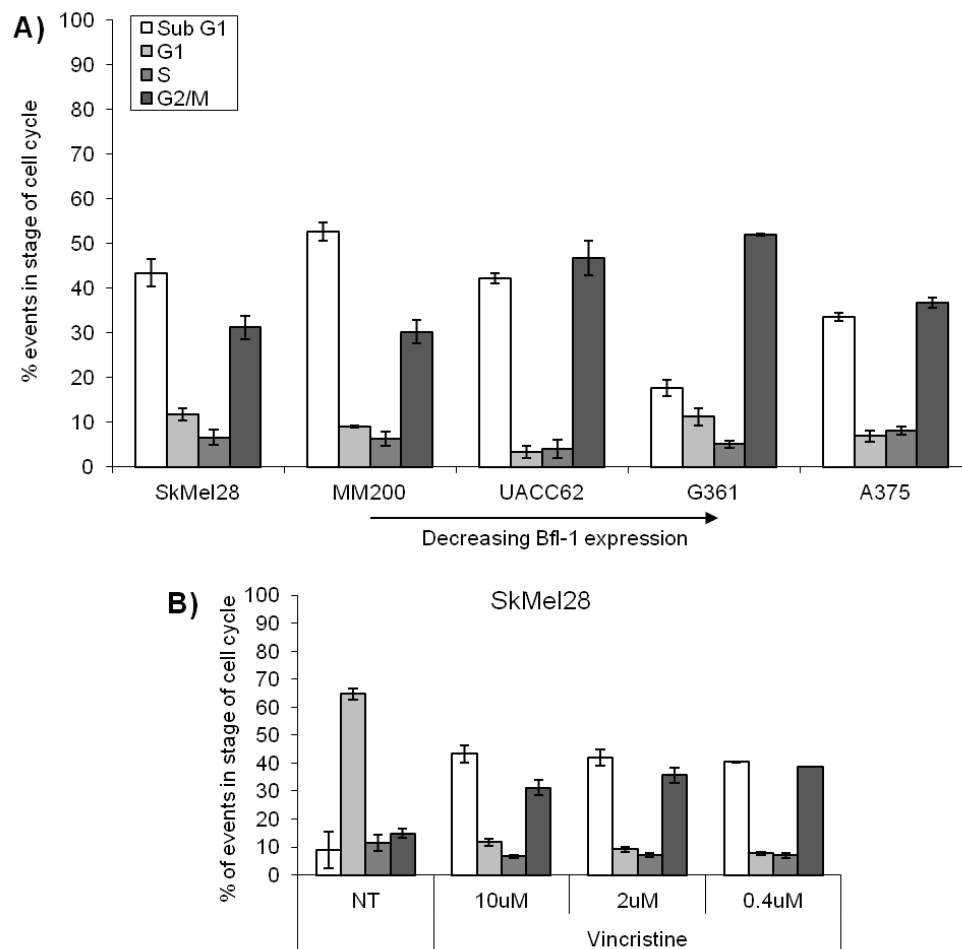 A)
% events in stage of cell cycle
100
90
80
70
60
50
40
30
20
10
0
Sub G1
G1
S
G2/M
SkMel28 MM200 UACC62 G361 A375
Decreasing Bfl-1 expression
B)
SkMel28
% of events in stage of cell cycle
100
90
80
70
60
50
40
30
20
10
0
NT 10uM 2uM 0.4uM
Vincristine